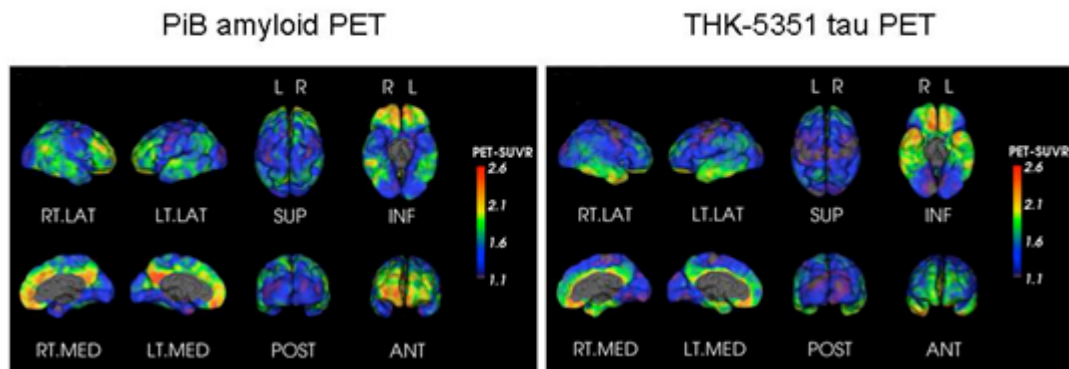 PiB amyloid PET
L R
R L
PET-SUVR
2.6
2.1
1.6
1.1
RT.LAT
LT.LAT
SUP
INF
RT.MED
LT.MED
POST
ANT
THK-5351 tau PET
L R
R L
PET-SUVR
2.6
2.1
1.6
1.1
RT.LAT
LT.LAT
SUP
INF
RT.MED
LT.MED
POST
ANT